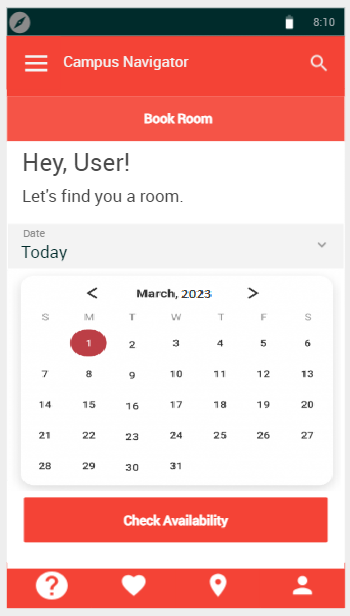 8:10
Campus Navigator
Book Room
Hey, User!
Let's find you a room.
Date
Today
< March, 2023 >
S M T W T F S
1 2 3 4 5 6
7 8 9 10 11 12 13
14 15 16 17 18 19 20
21 22 23 24 25 26 27
28 29 30 31
Check Availability
?